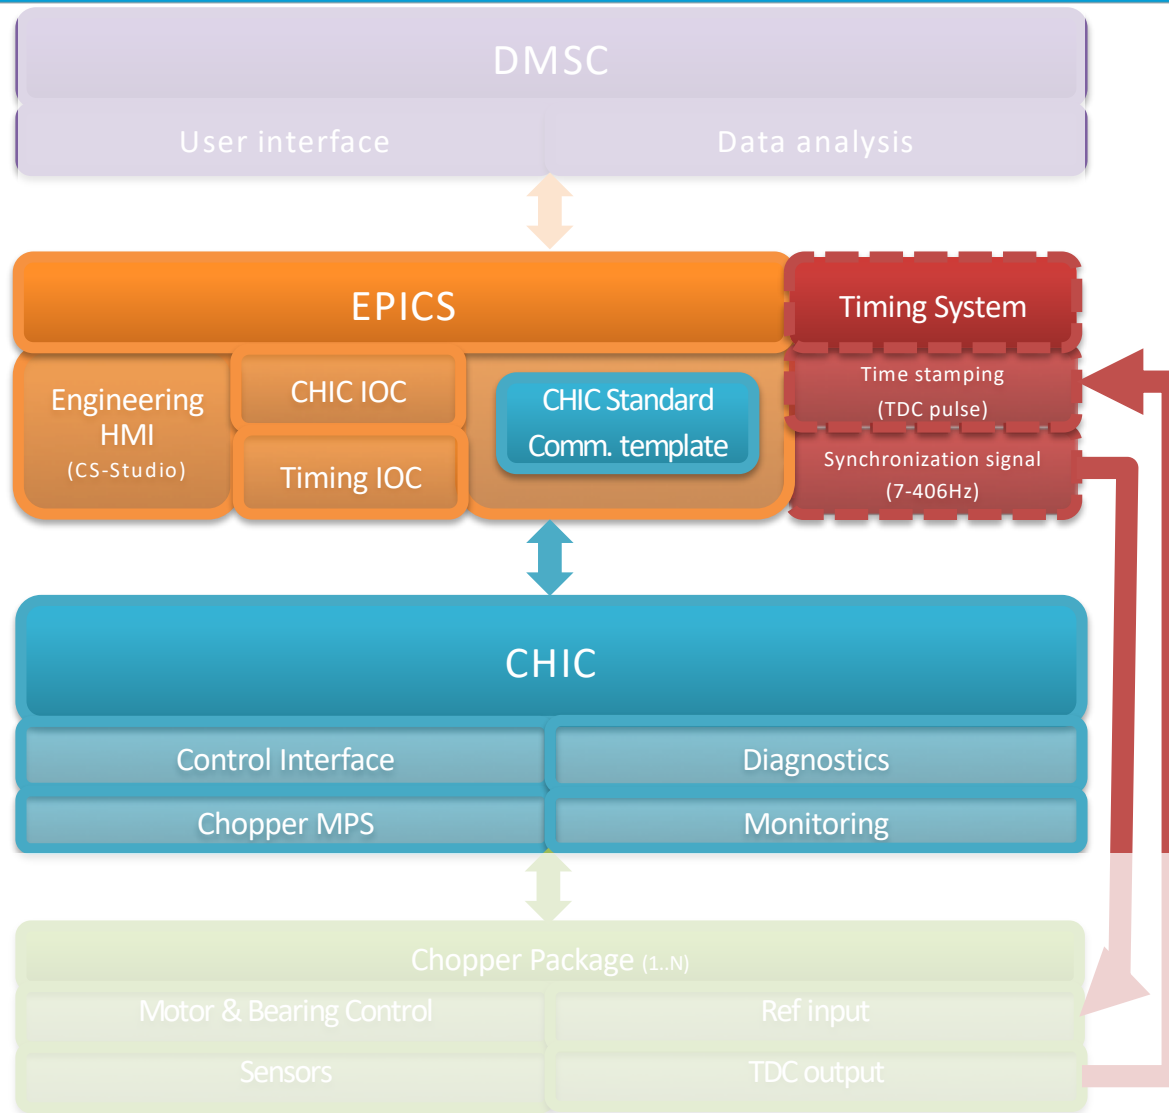 DMSC
User interface
Data analysis
EPICS
Timing System
Engineering
HMI
(CS-Studio)
CHIC IOC
Timing IOC
CHIC Standard
Comm. template
Time stamping
(TDC pulse)
Synchronization signal
(7-406Hz)
CHIC
Control Interface
Diagnostics
Chopper MPS
Monitoring
Chopper Package (1..N)
Motor & Bearing Control
Ref input
Sensors
TDC output